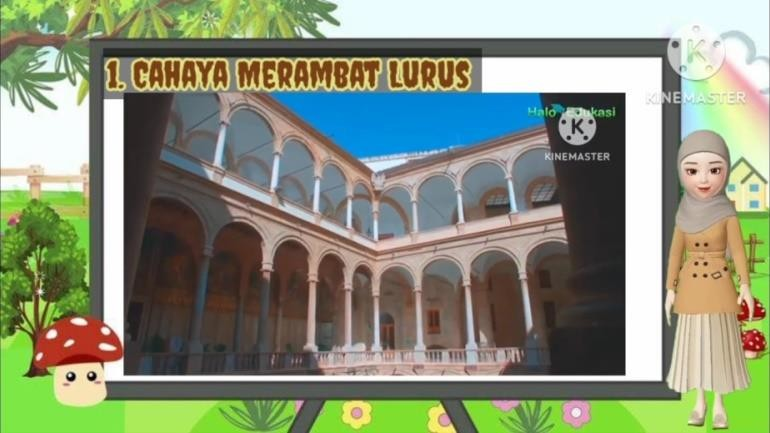 1. CAHAYA MERAMBAT LURUS
KINEMASTER
Halo Edukasi
KINEMASTER